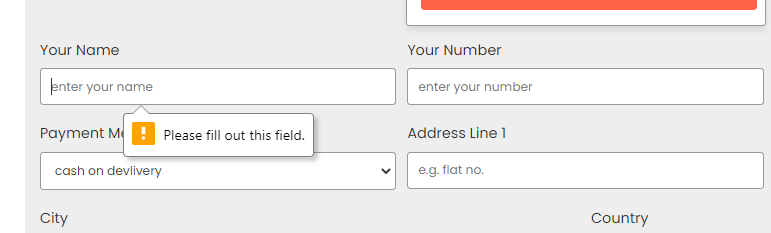 Your Name
Your Number
enter your name
enter your number
Please fill out this field.
Payment Me
Address Line 1
cash on devlivery
e.g. flat no.
City
Country